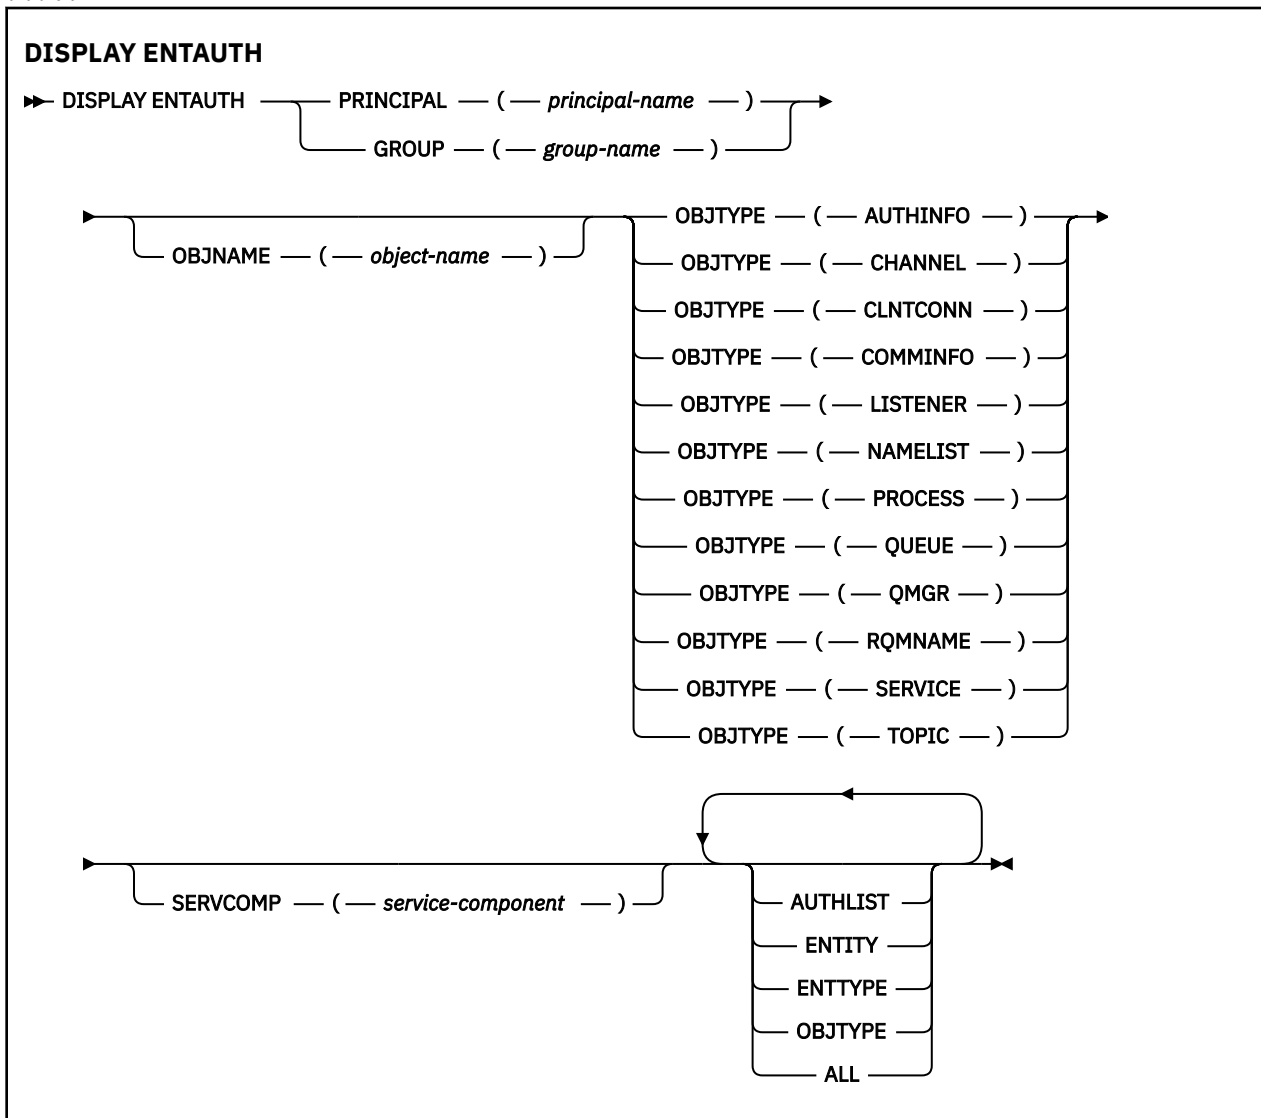 DISPLAY ENTAUTH
DISPLAY ENTAUTH PRINCIPAL ( principal-name )
GROUP ( group-name )
OBJTYPE ( AUTHINFO )
OBJNAME ( object-name )
OBJTYPE ( CHANNEL )
OBJTYPE ( CLNTCONN )
OBJTYPE ( COMMINFO )
OBJTYPE ( LISTENER )
OBJTYPE ( NAMELIST )
OBJTYPE ( PROCESS )
OBJTYPE ( QUEUE )
OBJTYPE ( QMGR )
OBJTYPE ( RQMNAME )
OBJTYPE ( SERVICE )
OBJTYPE ( TOPIC )
SERVCOMP ( service-component )
AUTHLIST
ENTITY
ENTTYPE
OBJTYPE
ALL